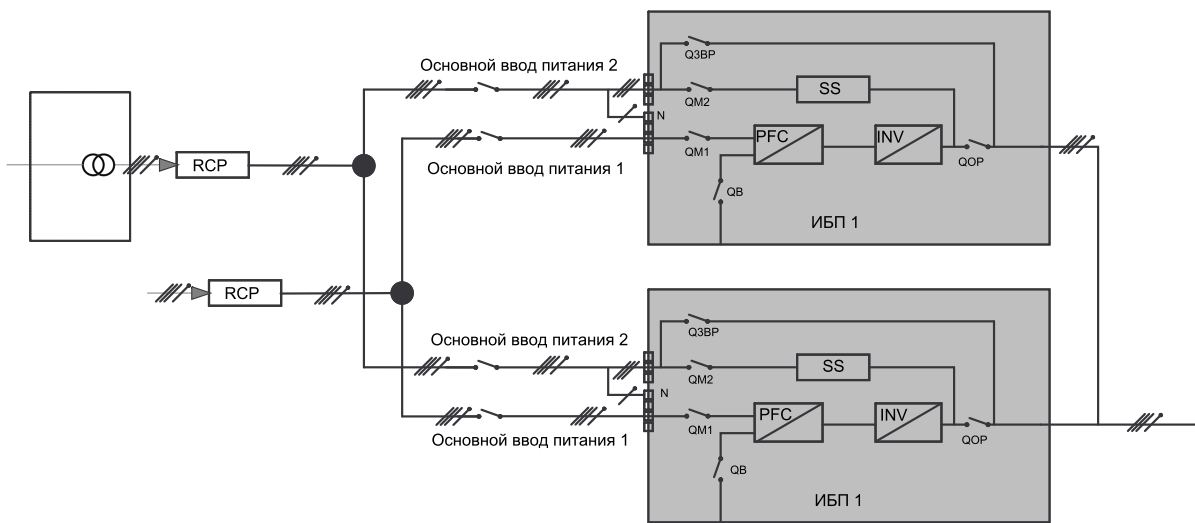 Q3BP
Основной ввод питания 2
SS
QM2
N
RCP
QM1
PFC
INV
QOP
Основной ввод питания 1
QB
ИБП 1
RCP
Q3BP
Основной ввод питания 2
SS
QM2
N
QM1
PFC
INV
QOP
Основной ввод питания 1
QB
ИБП 1